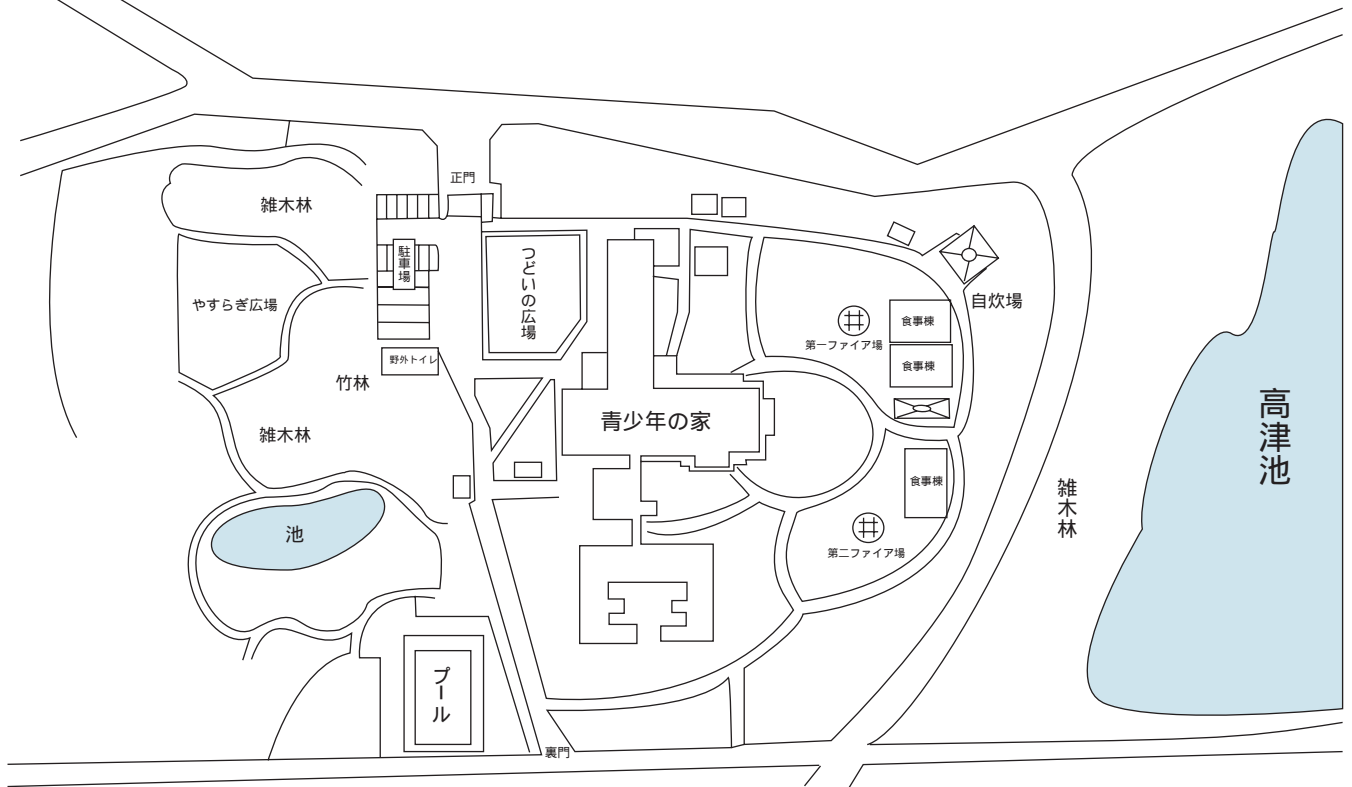 正門
雑木林
駐車場
つどいの広場
やすらぎ広場
自炊場
食事棟
第一ファイア場
食事棟
野外トイレ
竹林
青少年の家
雑木林
高津池
食事棟
雑木林
池
第二ファイア場
プール
裏門